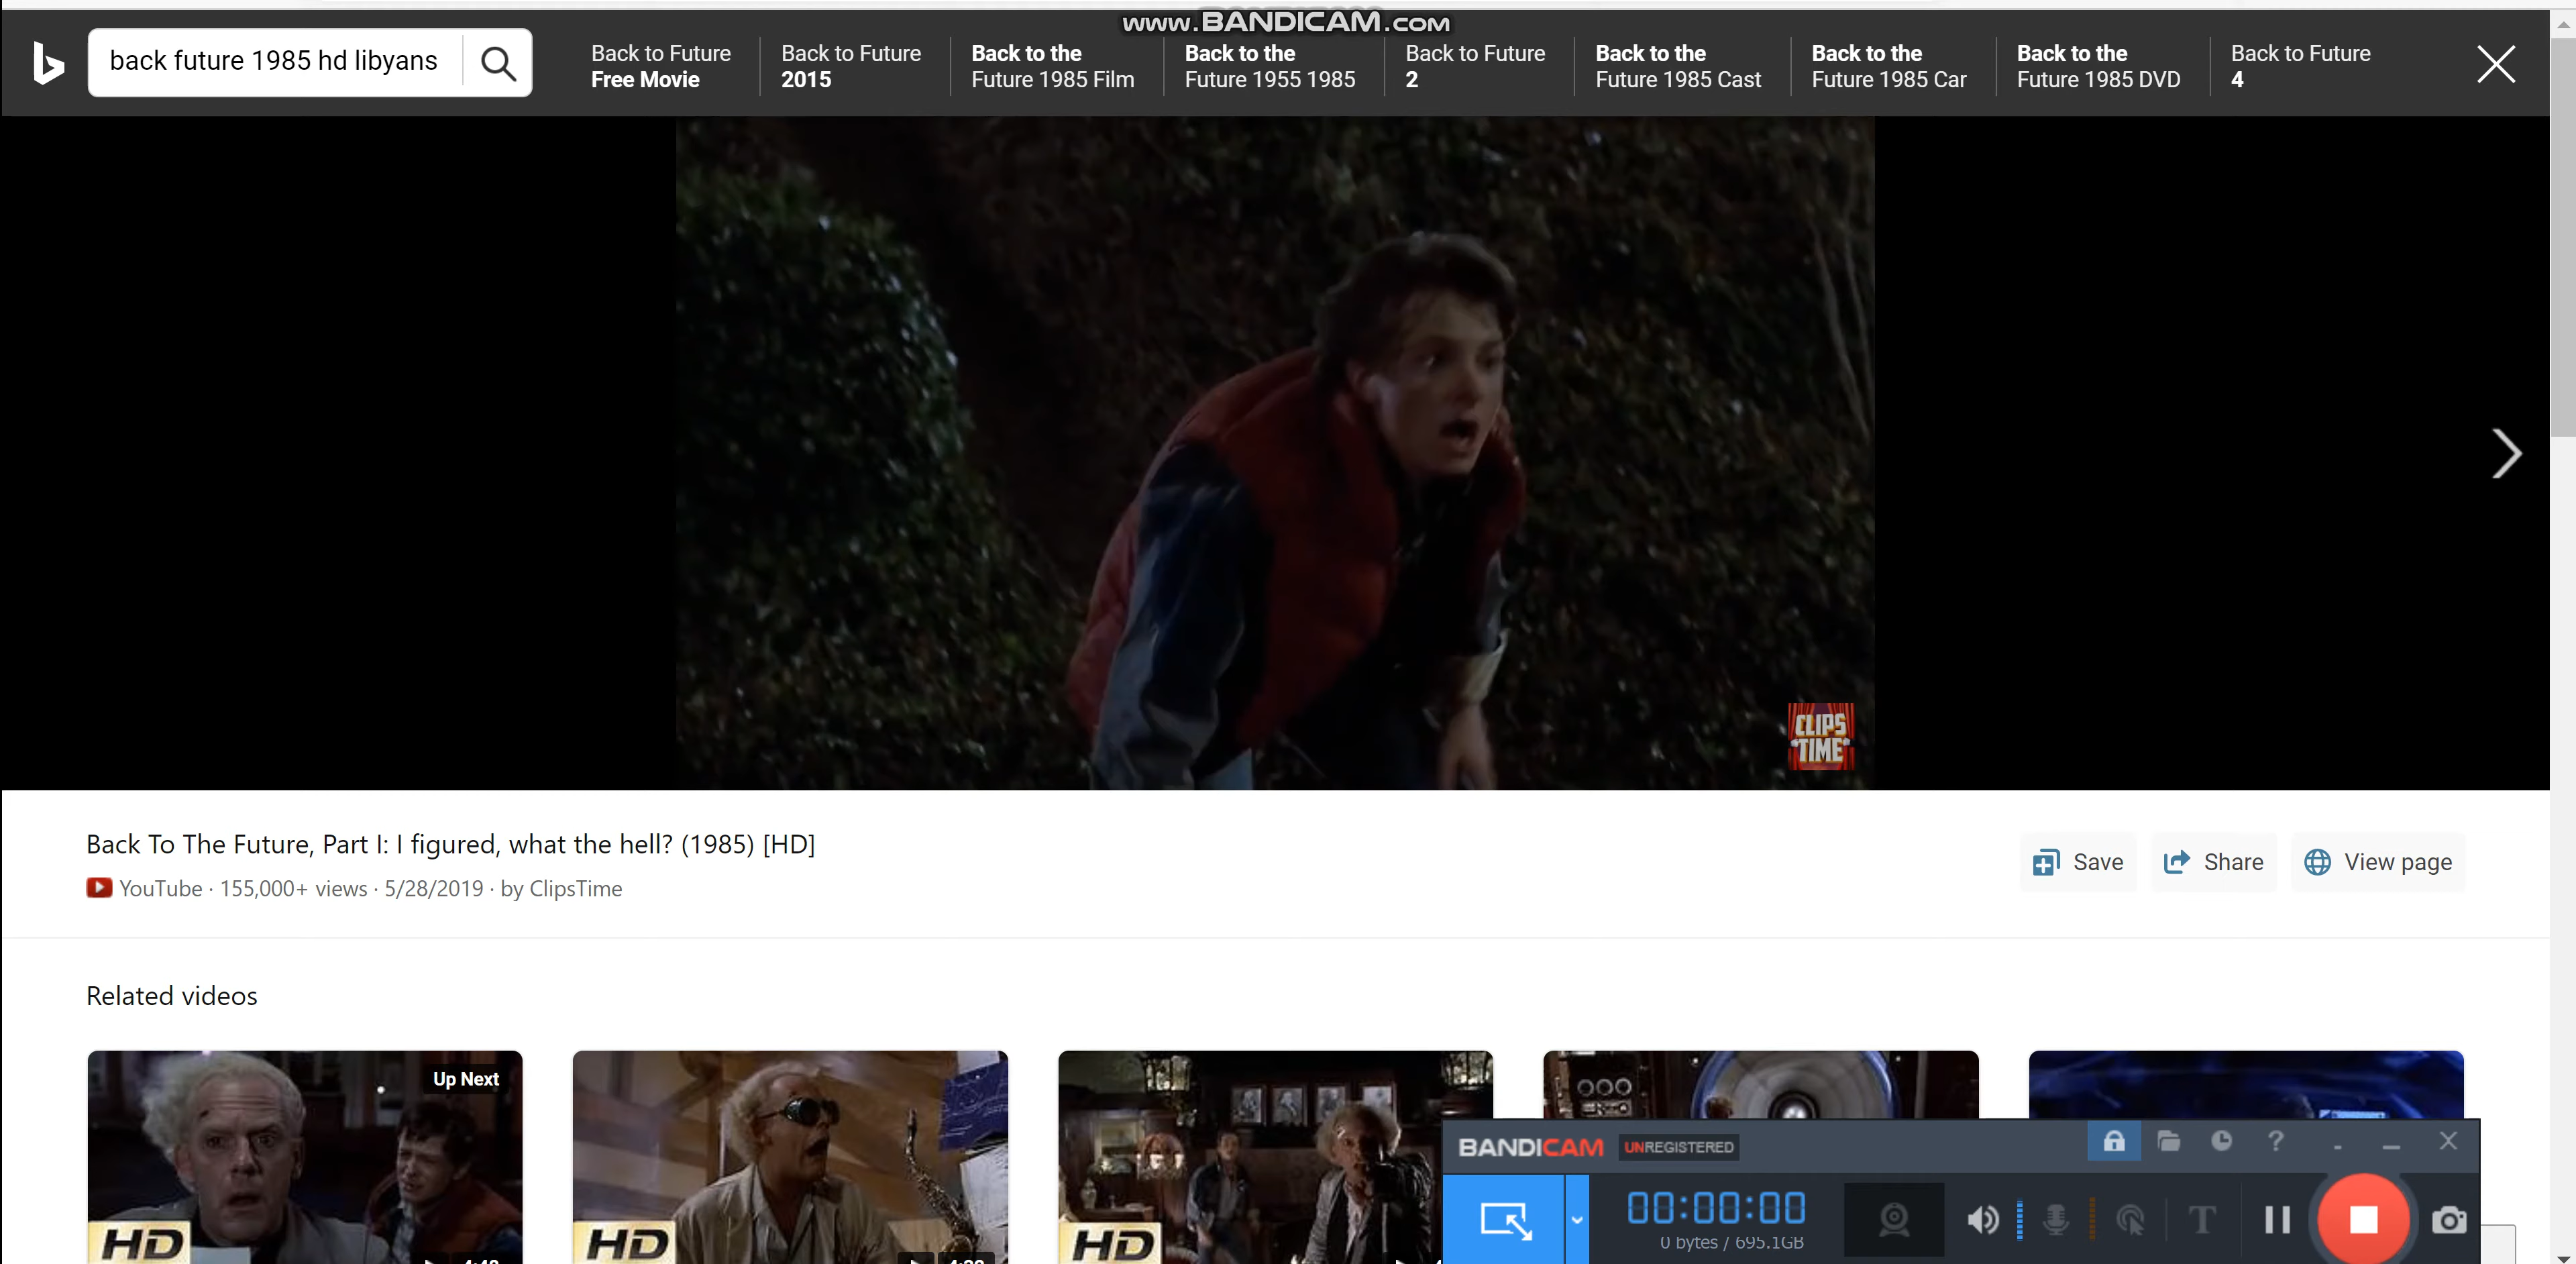 www.BANDICAM.COM
back future 1985 hd libyans
Back to Future
Free Movie
Back to Future
2015
Back to the
Future 1985 Film
Back to the
Future 1955 1985
Back to Future
2
Back to the
Future 1985 Cast
Back to the
Future 1985 Car
Back to the
Future 1985 DVD
Back to Future
4
CLIPS
TIME
Back To The Future, Part I: I figured, what the hell? (1985) [HD]
YouTube · 155,000+ views · 5/28/2019 · by ClipsTime
Save
Share
View page
Related videos
Up Next
HD
HD
HD
BANDICAM UNREGISTERED
00:00:00
0 bytes / 695.1GB